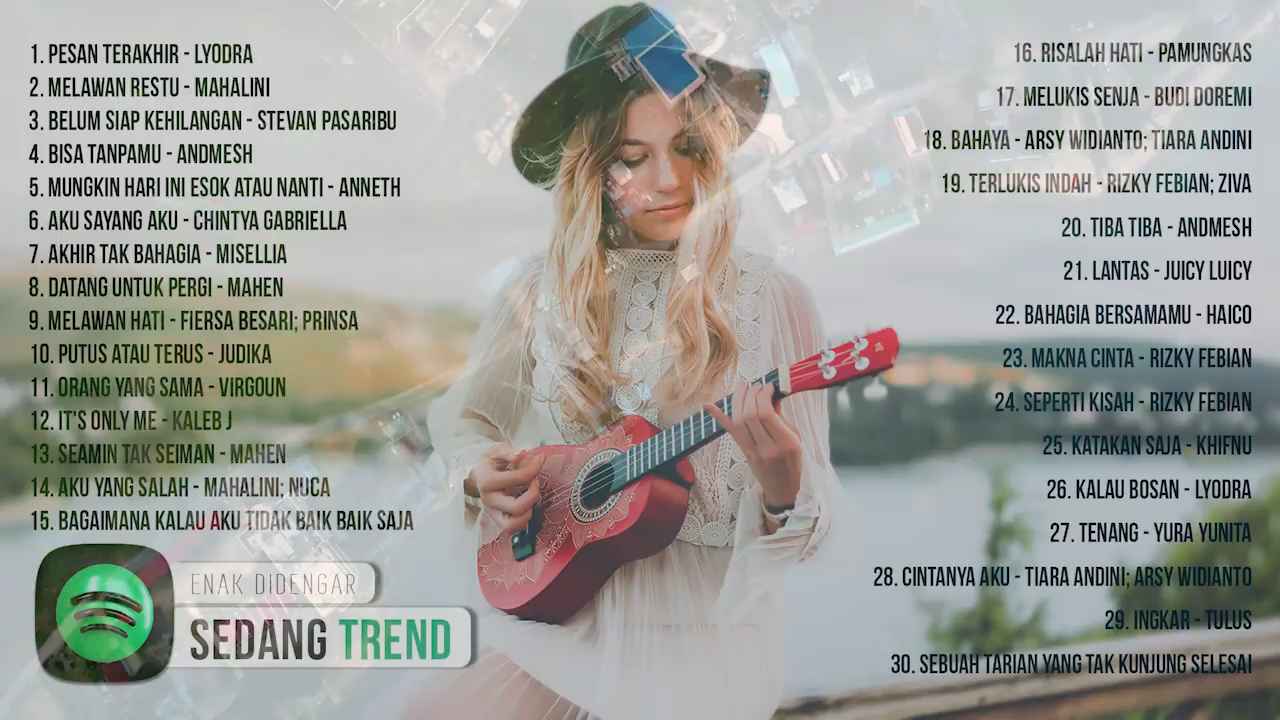 1. PESAN TERAKHIR - LYODRA
2. MELAWAN RESTU - MAHALINI
3. BELUM SIAP KEHILANGAN - STEVAN PASARIBU
4. BISA TANPAMU - ANDMESH
5. MUNGKIN HARI INI ESOK ATAU NANTI - ANNETH
6. AKU SAYANG AKU - CHINTYA GABRIELLA
7. AKHIR TAK BAHAGIA - MISELLIA
8. DATANG UNTUK PERGI - MAHEN
9. MELAWAN HATI - FIERSA BESARI; PRINSA
10. PUTUS ATAU TERUS - JUDIKA
11. ORANG YANG SAMA - VIRGOUN
12. IT'S ONLY ME - KALEB J
13. SEAMIN TAK SEIMAN - MAHEN
14. AKU YANG SALAH - MAHALINI; NUCA
15. BAGAIMANA KALAU AKU TIDAK BAIK BAIK SAJA
ENAK DIDENGAR
SEDANG TREND
16. RISALAH HATI - PAMUNGKAS
17. MELUKIS SENJA - BUDI DOREMI
18. BAHAYA - ARSY WIDIANTO; TIARA ANDINI
19. TERLUKIS INDAH - RIZKY FEBIAN; ZIVA
20. TIBA TIBA - ANDMESH
21. LANTAS - JUICY LUICY
22. BAHAGIA BERSAMAMU - HAICO
23. MAKNA CINTA - RIZKY FEBIAN
24. SEPERTI KISAH - RIZKY FEBIAN
25. KATAKAN SAJA - KHIFNU
26. KALAU BOSAN - LYODRA
27. TENANG - YURA YUNITA
28. CINTANYA AKU - TIARA ANDINI; ARSY WIDIANTO
29. INGKAR - TULUS
30. SEBUAH TARIAN YANG TAK KUNJUNG SELESAI